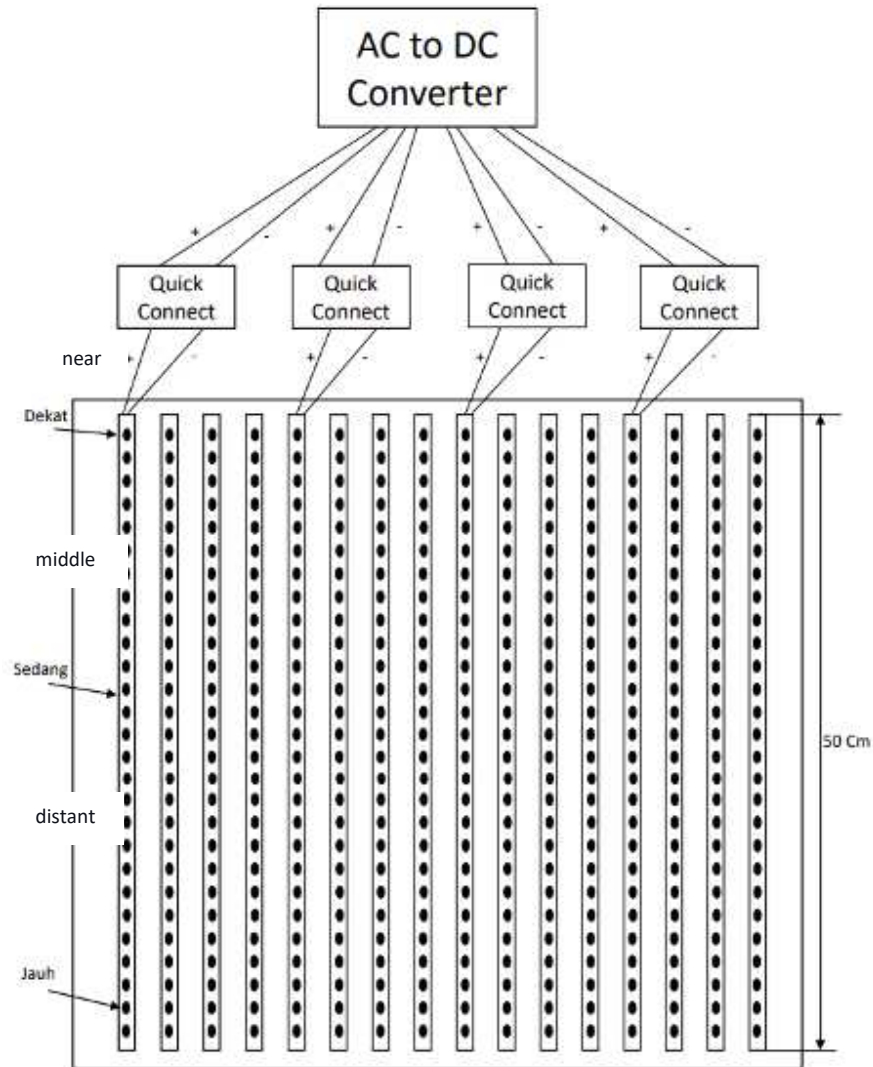 AC to DC
Converter
+ - + - + - + -
Quick
Connect
Quick
Connect
Quick
Connect
Quick
Connect
near
+ - + - + - + -
Dekat
middle
Sedang
50 Cm
distant
Jauh